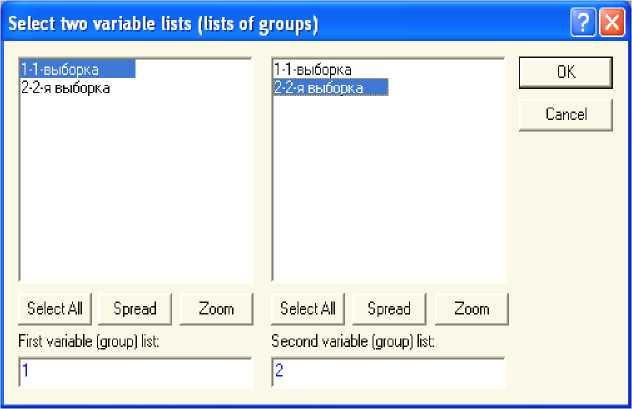 Select two variable lists (lists of groups)
1-1-выборка
2-2-я выборка
1-1-выборка
2-2-я выборка
OK
Cancel
Select All Spread Zoom
Select All Spread Zoom
First variable (group) list:
Second variable (group) list:
1
2